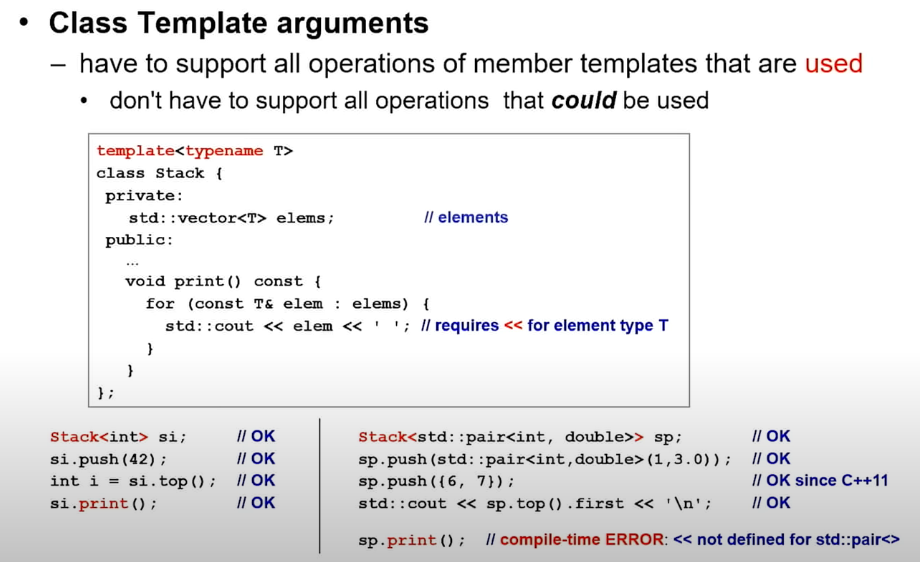 • Class Template arguments
– have to support all operations of member templates that are used
• don't have to support all operations that could be used
template<typename T>
class Stack {
private:
std::vector<T> elems; // elements
public:
...
void print() const {
for (const T& elem : elems) {
std::cout << elem << ' '; // requires << for element type T
}
}
};
Stack<int> si; // OK
si.push(42); // OK
int i = si.top(); // OK
si.print(); // OK
Stack<std::pair<int, double>> sp; // OK
sp.push(std::pair<int,double>(1,3.0)); // OK
sp.push({6, 7}); // OK since C++11
std::cout << sp.top().first << '\n'; // OK
sp.print(); // compile-time ERROR: << not defined for std::pair<>